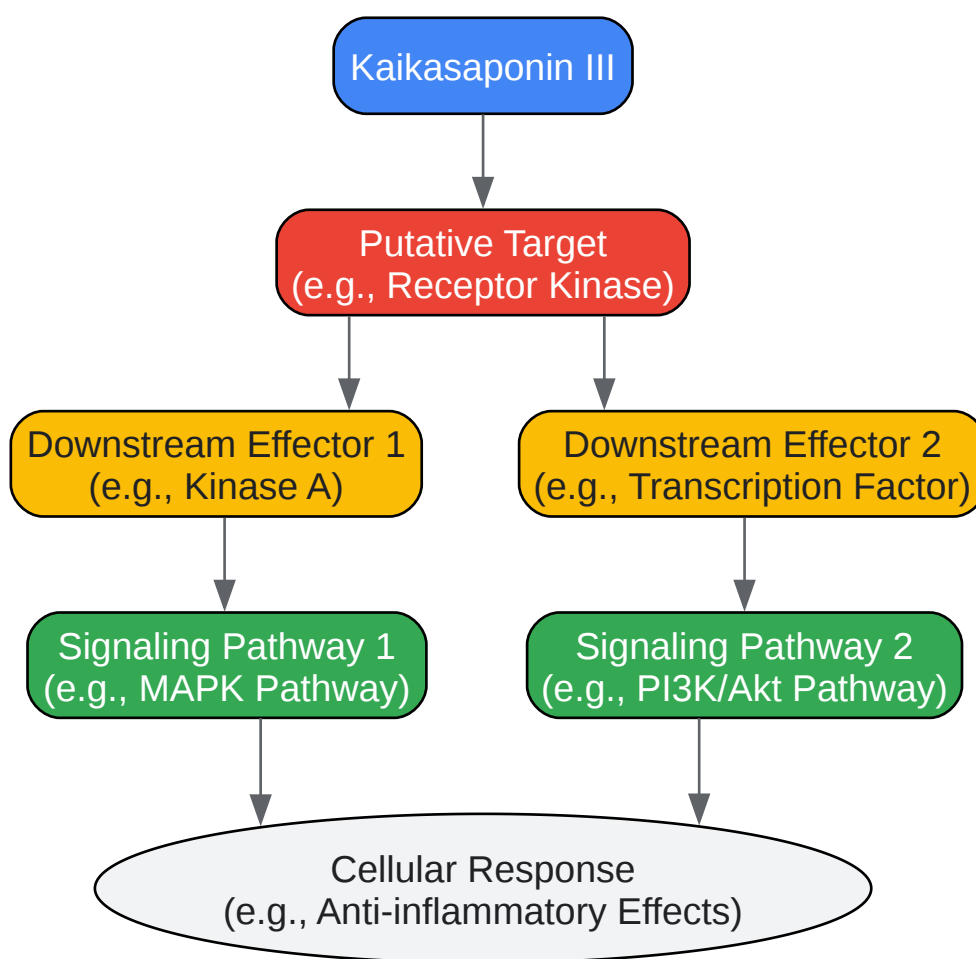 Kaikasaponin III
Putative Target
(e.g., Receptor Kinase)
Downstream Effector 1
(e.g., Kinase A)
Downstream Effector 2
(e.g., Transcription Factor)
Signaling Pathway 1
(e.g., MAPK Pathway)
Signaling Pathway 2
(e.g., PI3K/Akt Pathway)
Cellular Response
(e.g., Anti-inflammatory Effects)